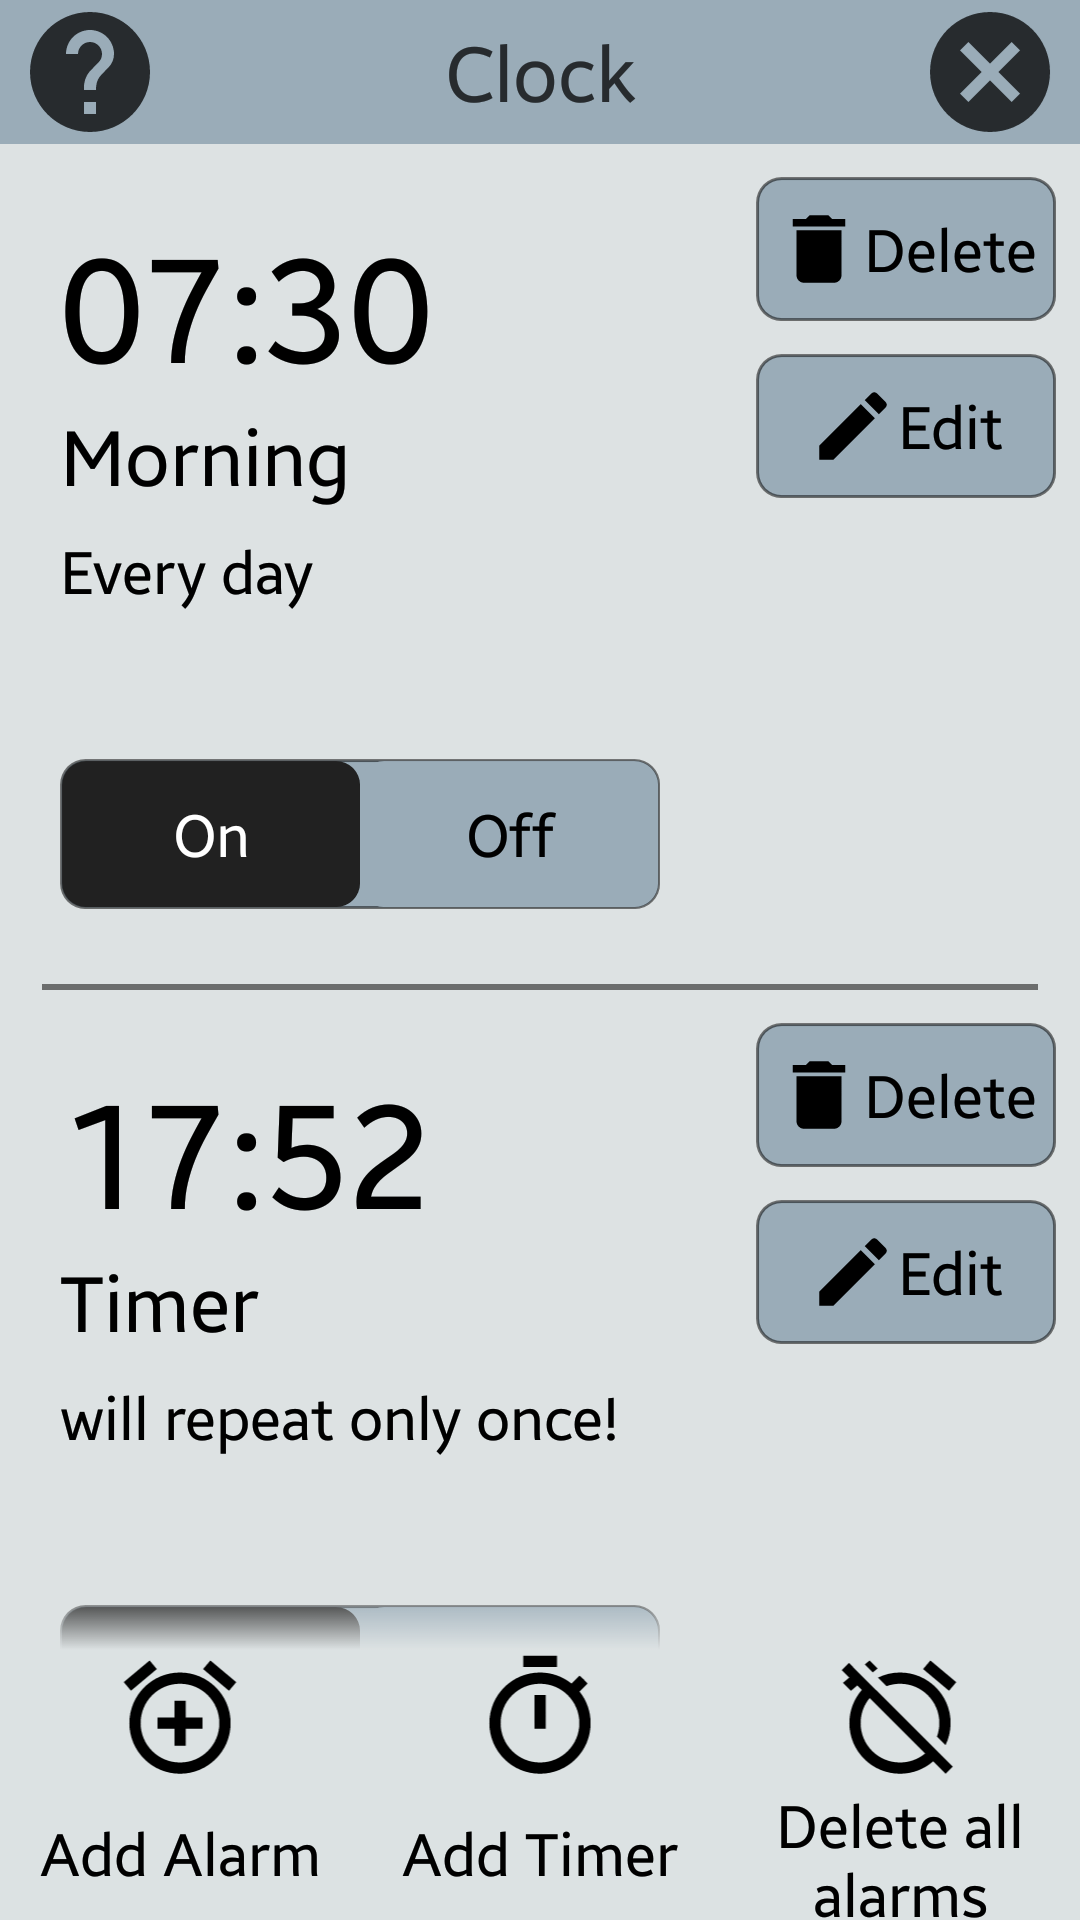 Clock
07:30
Delete
Edit
Morning
Every day
On Off
17:52
Delete
Edit
Timer
will repeat only once!
Add Alarm
Add Timer
Delete all
alarms